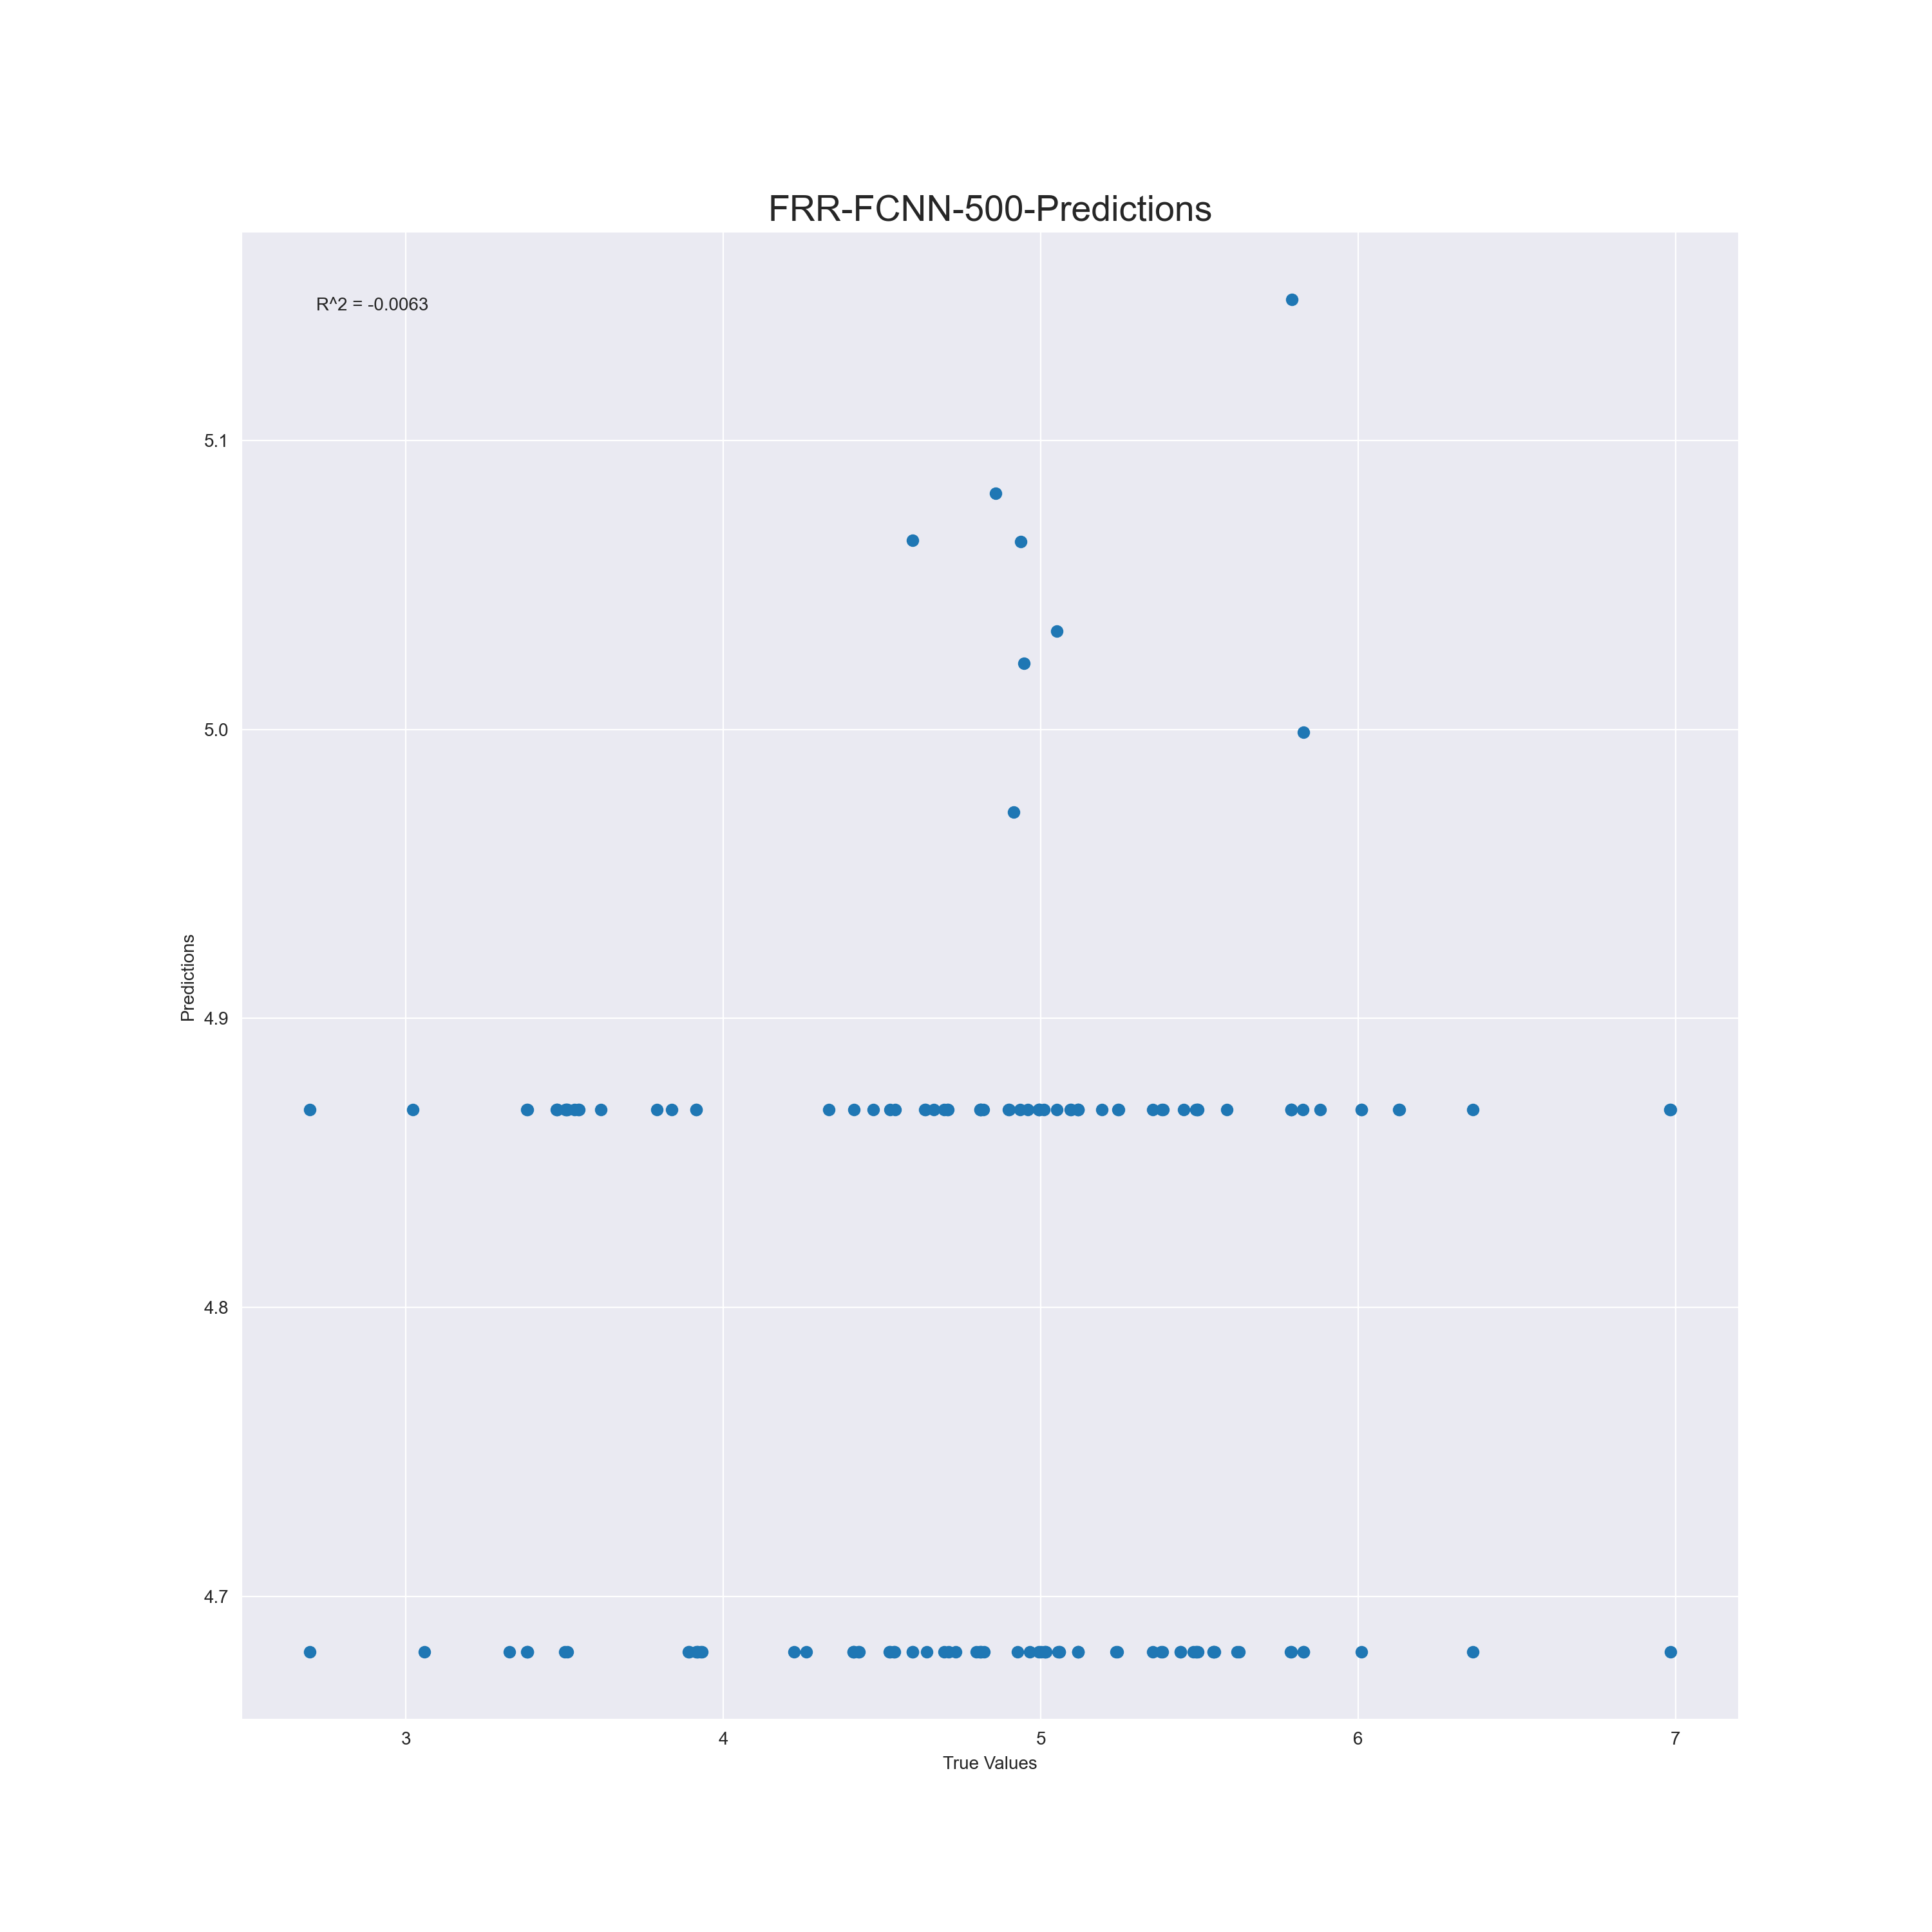 FRR-FCNN-500-Predictions
R^2 = -0.0063
5.1
5.0
4.9
4.8
4.7
Predictions
3 4 5 6 7
True Values